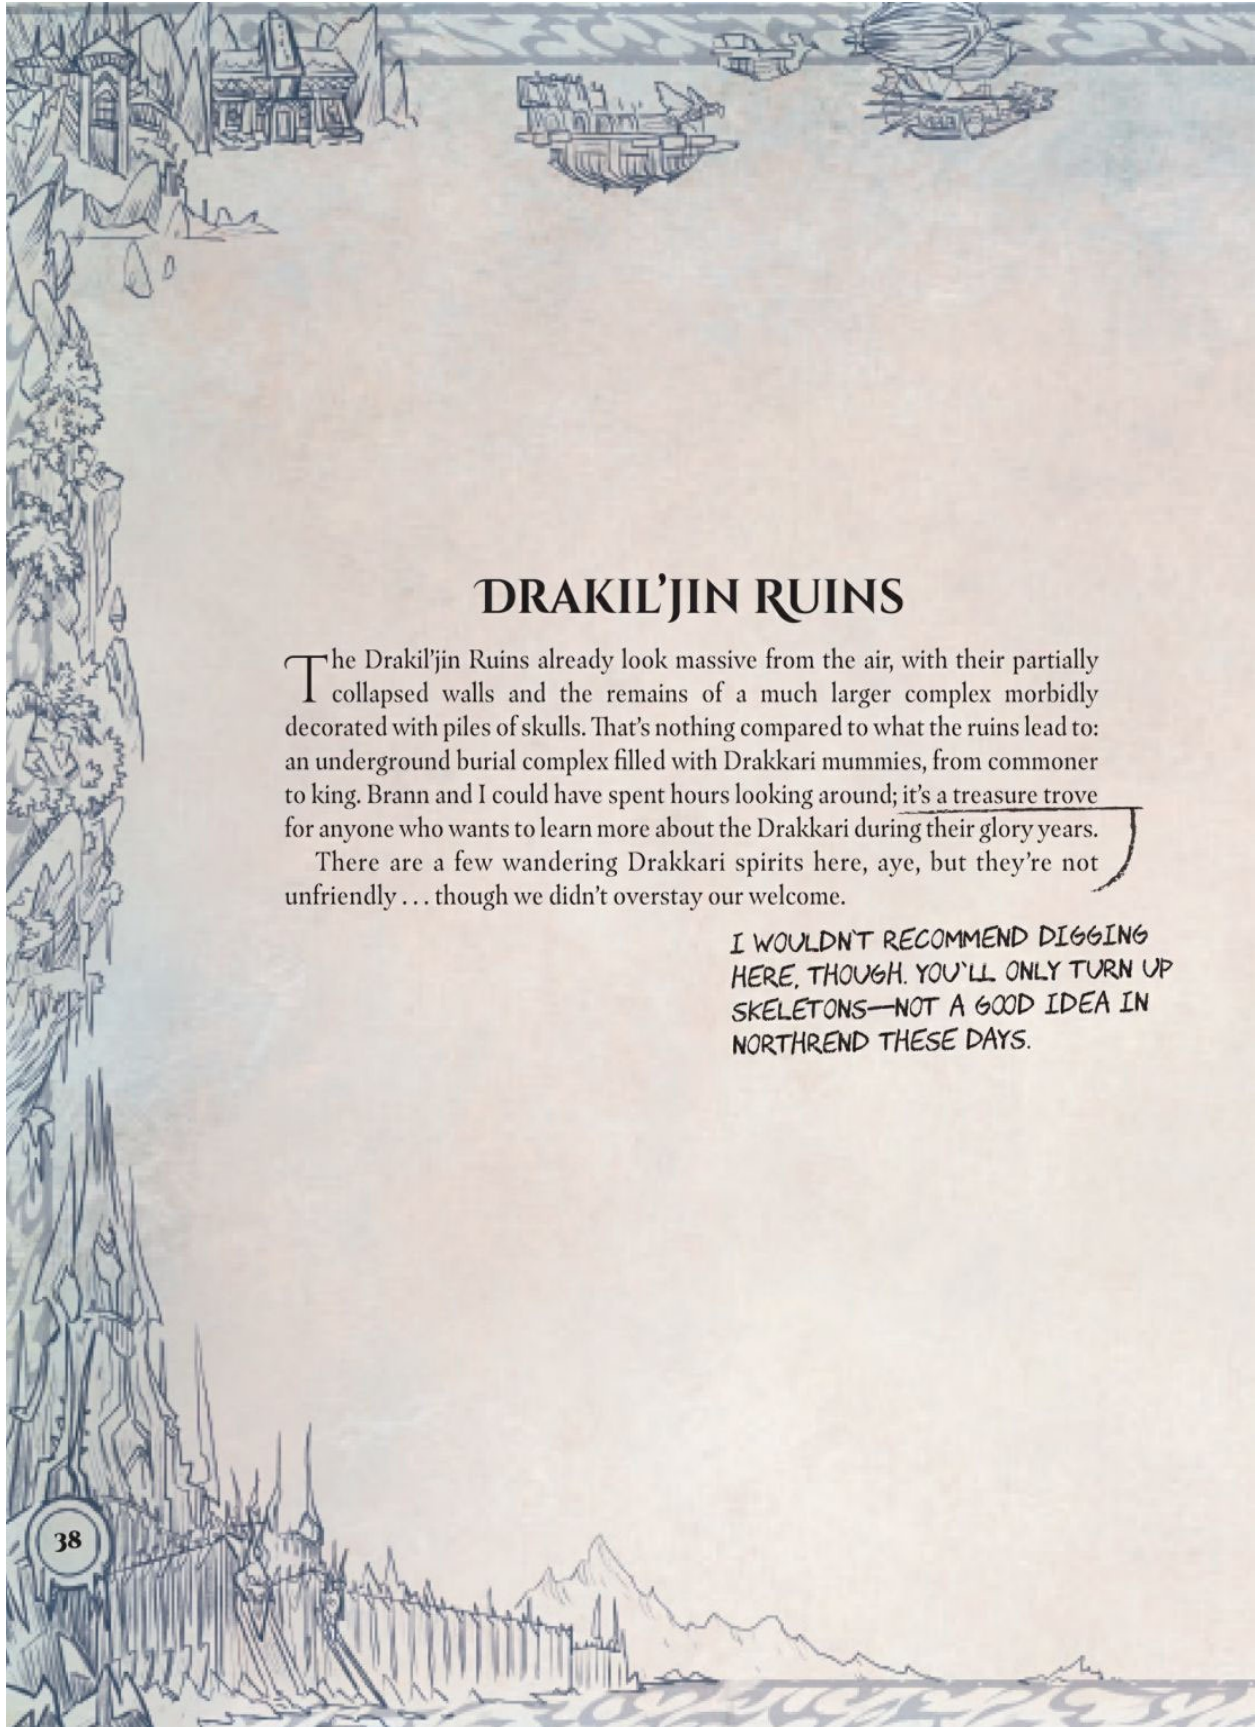 DRAKIL’JIN RUINS
The Drakil’jin Ruins already look massive from the air, with their partially
collapsed walls and the remains of a much larger complex morbidly
decorated with piles of skulls. That’s nothing compared to what the ruins lead to:
an underground burial complex filled with Drakkari mummies, from commoner
to king. Brann and I could have spent hours looking around; it’s a treasure trove
for anyone who wants to learn more about the Drakkari during their glory years.
There are a few wandering Drakkari spirits here, aye, but they’re not
unfriendly . . . though we didn’t overstay our welcome.
I WOULDN'T RECOMMEND DIGGING
HERE, THOUGH. YOU'LL ONLY TURN UP
SKELETONS—NOT A GOOD IDEA IN
NORTHREND THESE DAYS.
38